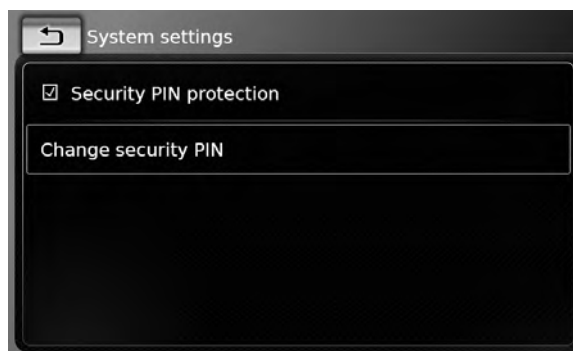 System settings
Security PIN protection
Change security PIN